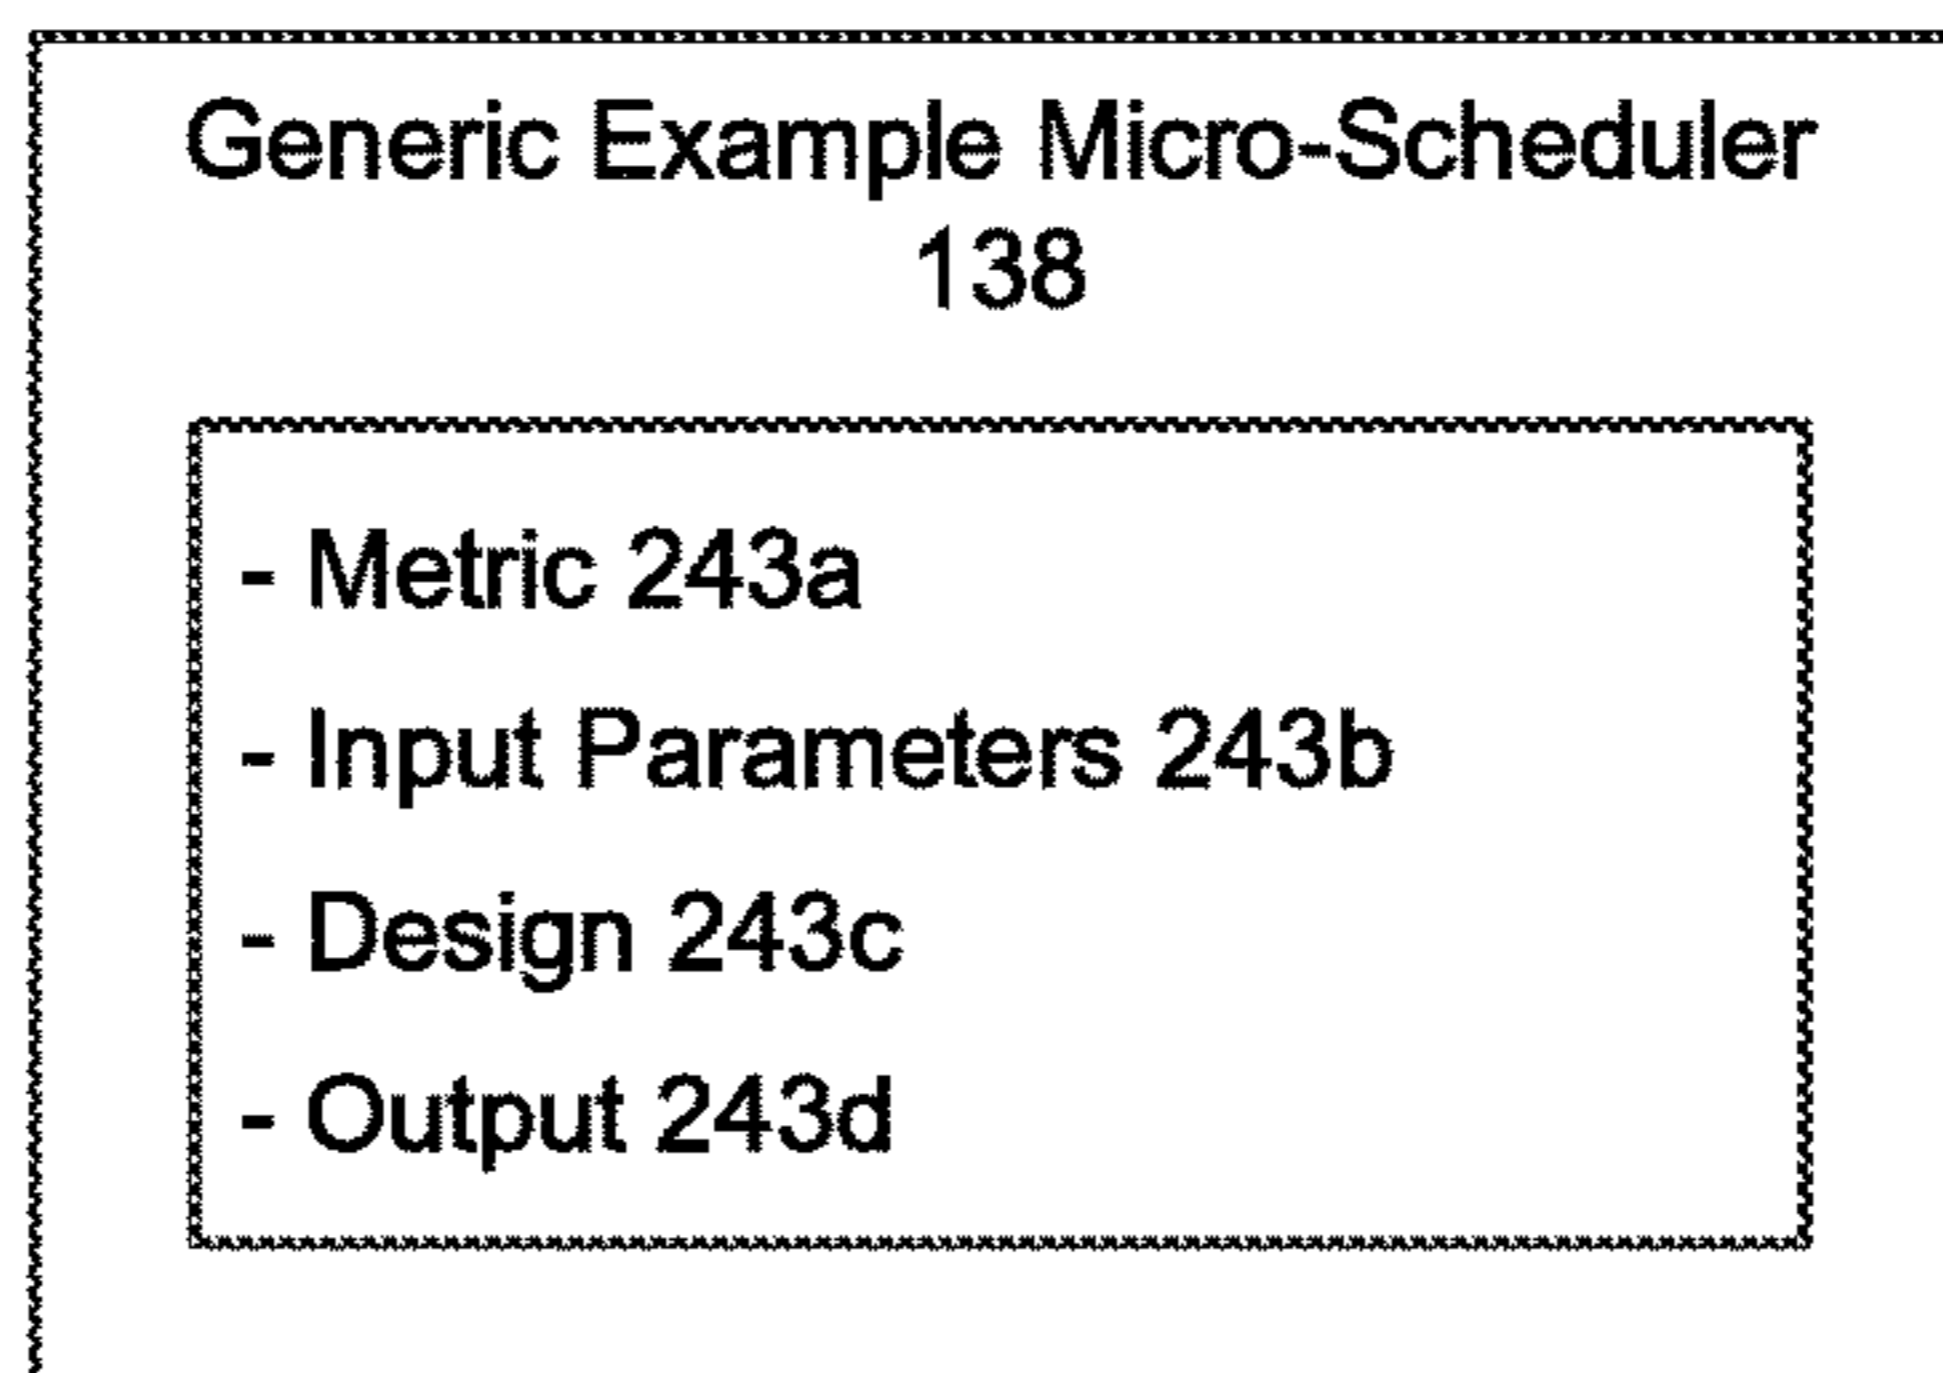 Generic Example Micro-Scheduler
138
- Metric 243a
- Input Parameters 243b
- Design 243c
- Output 243d